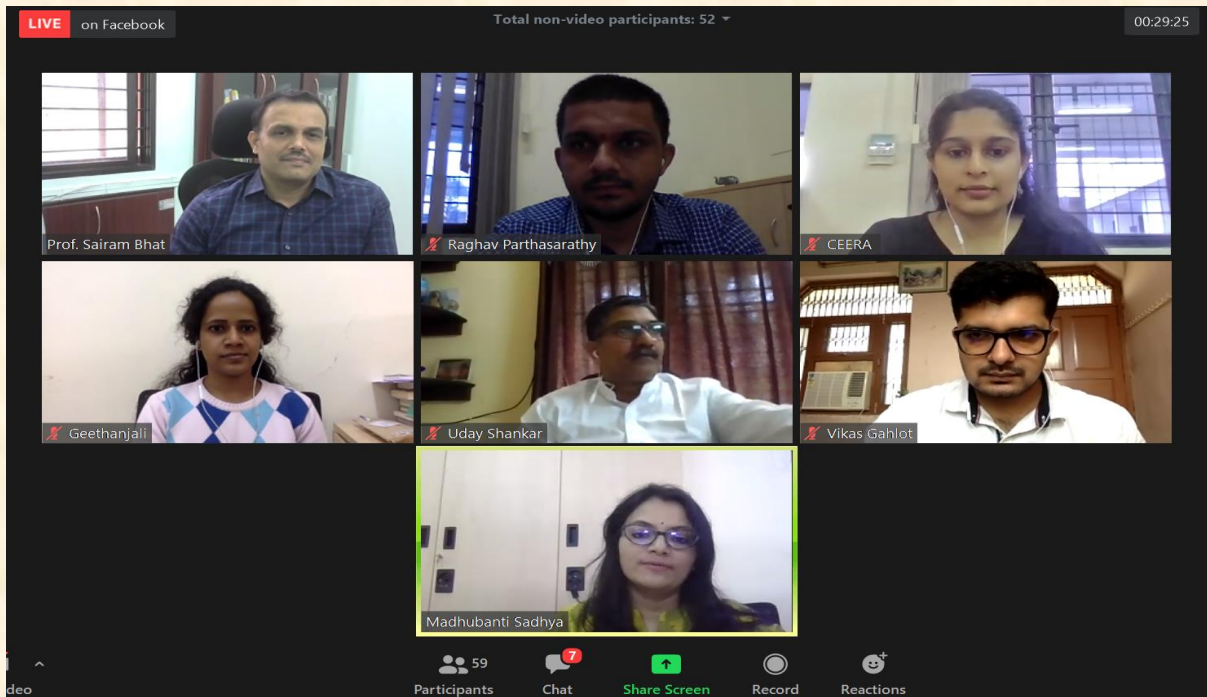 LIVE on Facebook
Total non-video participants: 52
00:29:25
Prof. Sairam Bhat
Raghav Parthasarathy
CEERA
Geethanjali
Uday Shankar
Vikas Gahlot
Madhubanti Sadhya
59
7
deo
Participants
Chat
Share Screen
Record
Reactions